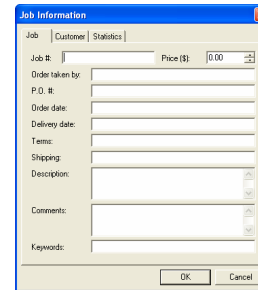 Job Information
Job Customer Statistics
Job #: Price ($): 0.00
Order taken by:
P.O. #:
Order date:
Delivery date:
Terms:
Shipping:
Description:
Comments:
Keywords:
OK Cancel